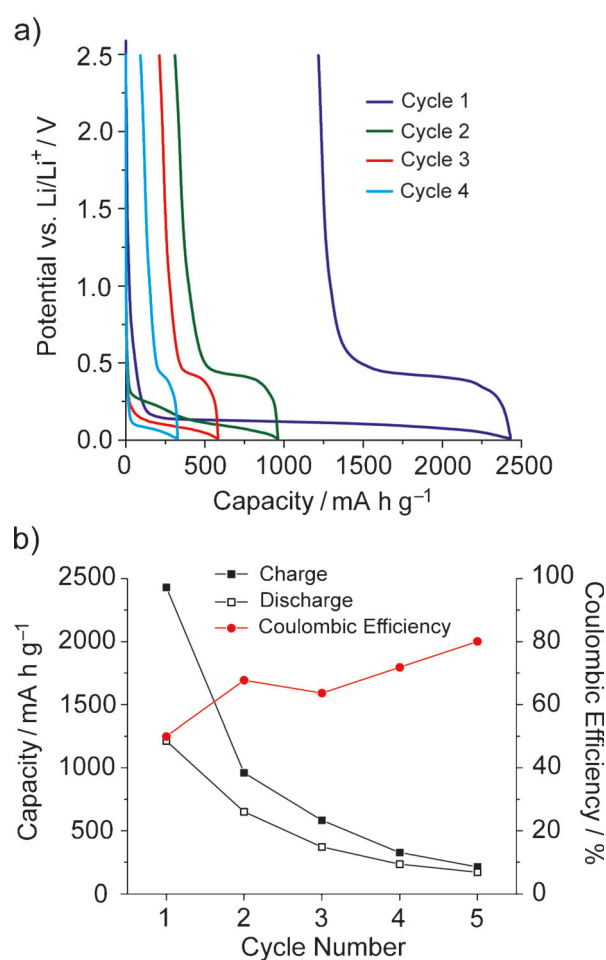 a)
2.5
2.0
1.5
1.0
0.5
0.0
Potential vs. Li/Li⁺ / V
Cycle 1
Cycle 2
Cycle 3
Cycle 4
0 500 1000 1500 2000 2500
Capacity / mA h g⁻¹
b)
2500
2000
1500
1000
500
0
Capacity / mA h g⁻¹
Charge
Discharge
Coulombic Efficiency
100
80
60
40
20
0
Coulombic Efficiency / %
1 2 3 4 5
Cycle Number